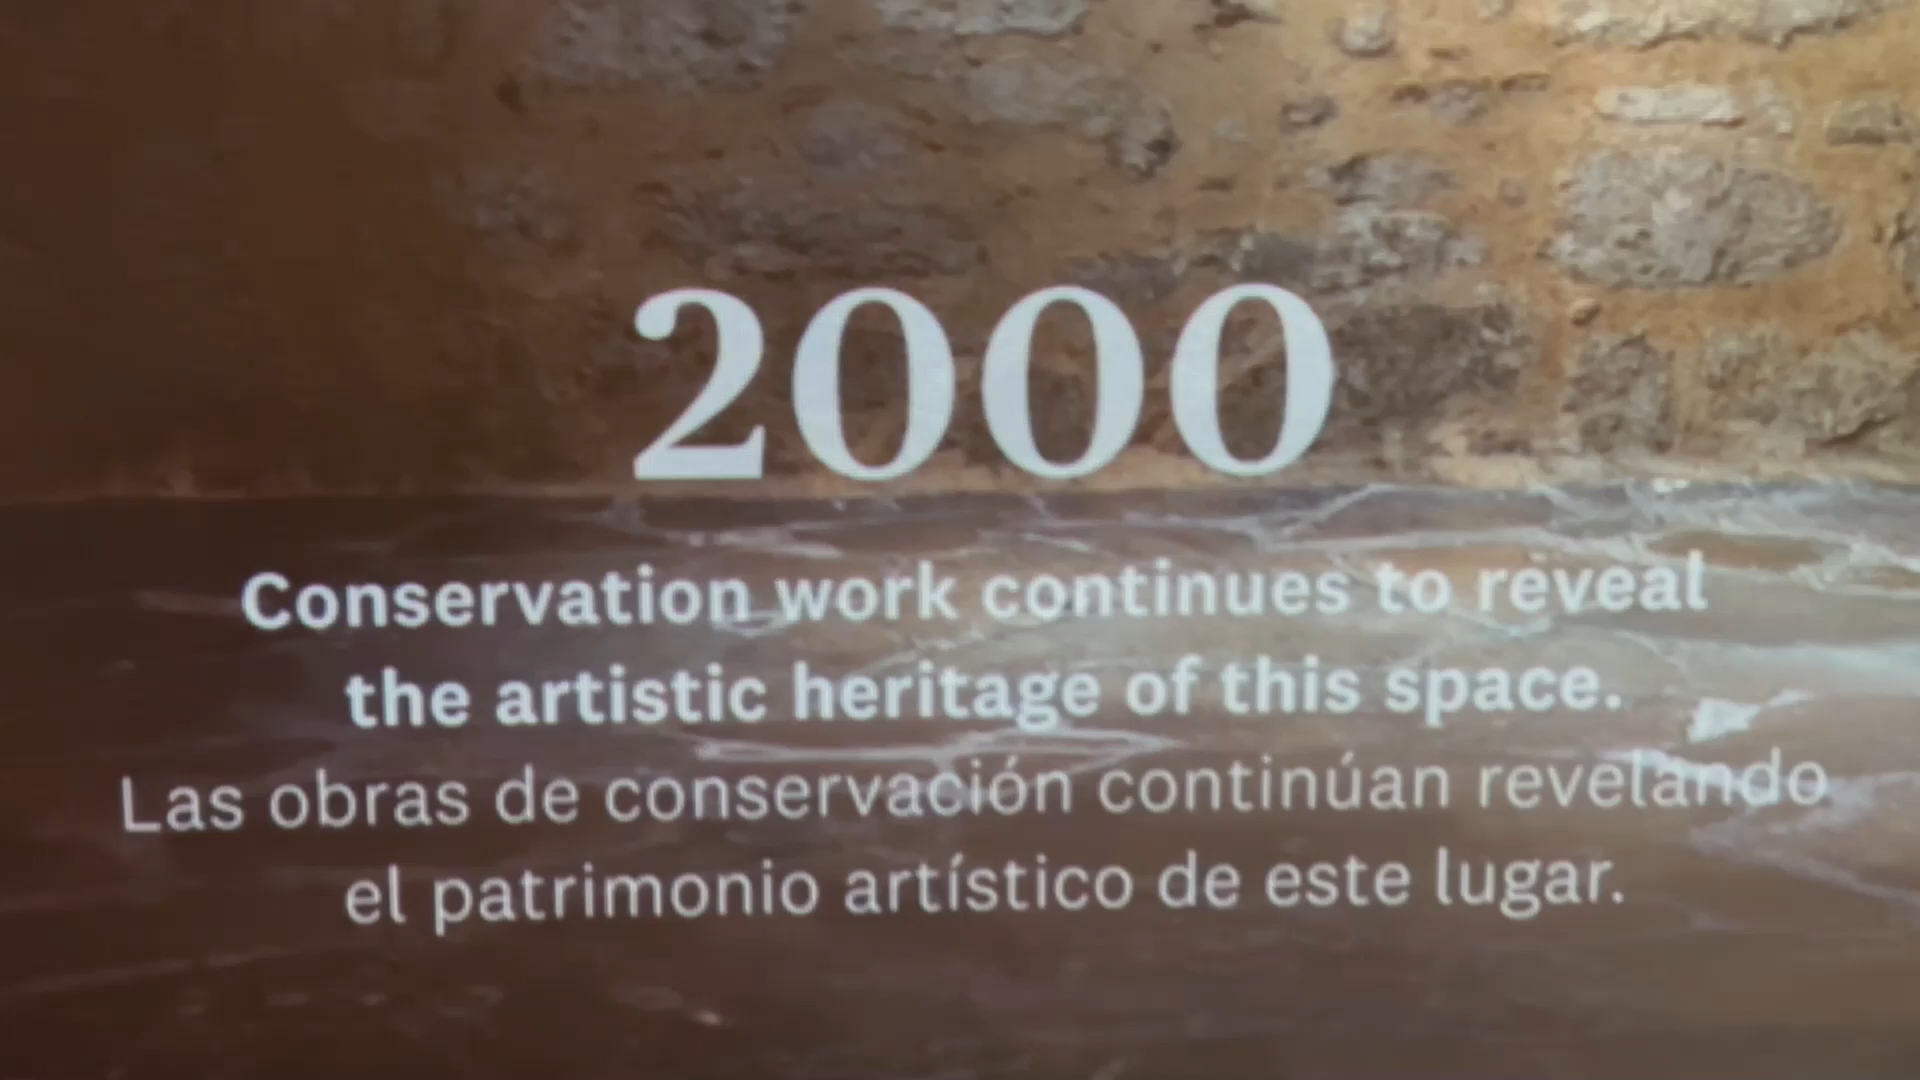 2000
Conservation work continues to reveal
the artistic heritage of this space.
Las obras de conservación continúan revelando
el patrimonio artístico de este lugar.